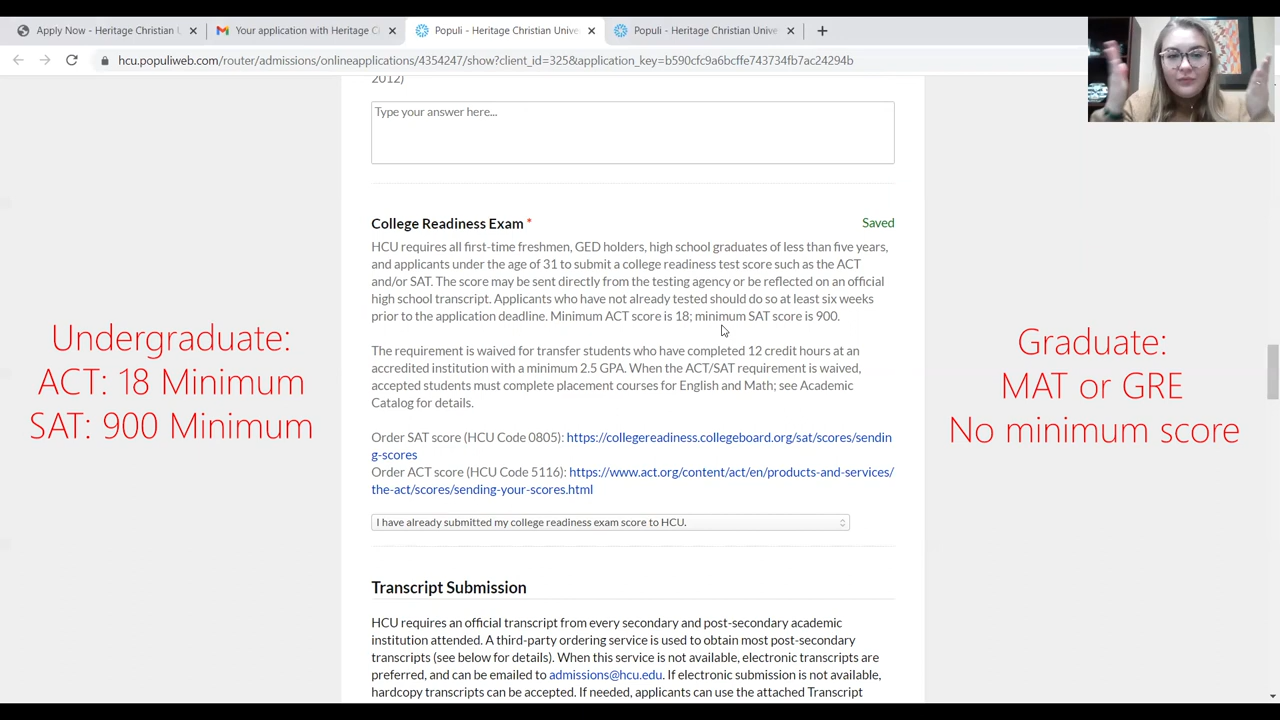 Apply Now - Heritage Christian U
Your application with Heritage C
Populi - Heritage Christian Unive
Populi - Heritage Christian Unive
hcu.populiweb.com/router/admissions/onlineapplications/4354247/show?client_id=325&application_key=b590cfc9a6bcffe743734fb7ac24294b
2012)
Type your answer here...
College Readiness Exam *
Saved
HCU requires all first-time freshmen, GED holders, high school graduates of less than five years,
and applicants under the age of 31 to submit a college readiness test score such as the ACT
and/or SAT. The score may be sent directly from the testing agency or be reflected on an official
high school transcript. Applicants who have not already tested should do so at least six weeks
prior to the application deadline. Minimum ACT score is 18; minimum SAT score is 900.
The requirement is waived for transfer students who have completed 12 credit hours at an
accredited institution with a minimum 2.5 GPA. When the ACT/SAT requirement is waived,
accepted students must complete placement courses for English and Math; see Academic
Catalog for details.
Order SAT score (HCU Code 0805): https://collegereadiness.collegeboard.org/sat/scores/sendin
g-scores
Order ACT score (HCU Code 5116): https://www.act.org/content/act/en/products-and-services/
the-act/scores/sending-your-scores.html
I have already submitted my college readiness exam score to HCU.
Transcript Submission
HCU requires an official transcript from every secondary and post-secondary academic
institution attended. A third-party ordering service is used to obtain most post-secondary
transcripts (see below for details). When this service is not available, electronic transcripts are
preferred, and can be emailed to admissions@hcu.edu. If electronic submission is not available,
hardcopy transcripts can be accepted. If needed, applicants can use the attached Transcript
Undergraduate:
ACT: 18 Minimum
SAT: 900 Minimum
Graduate:
MAT or GRE
No minimum score